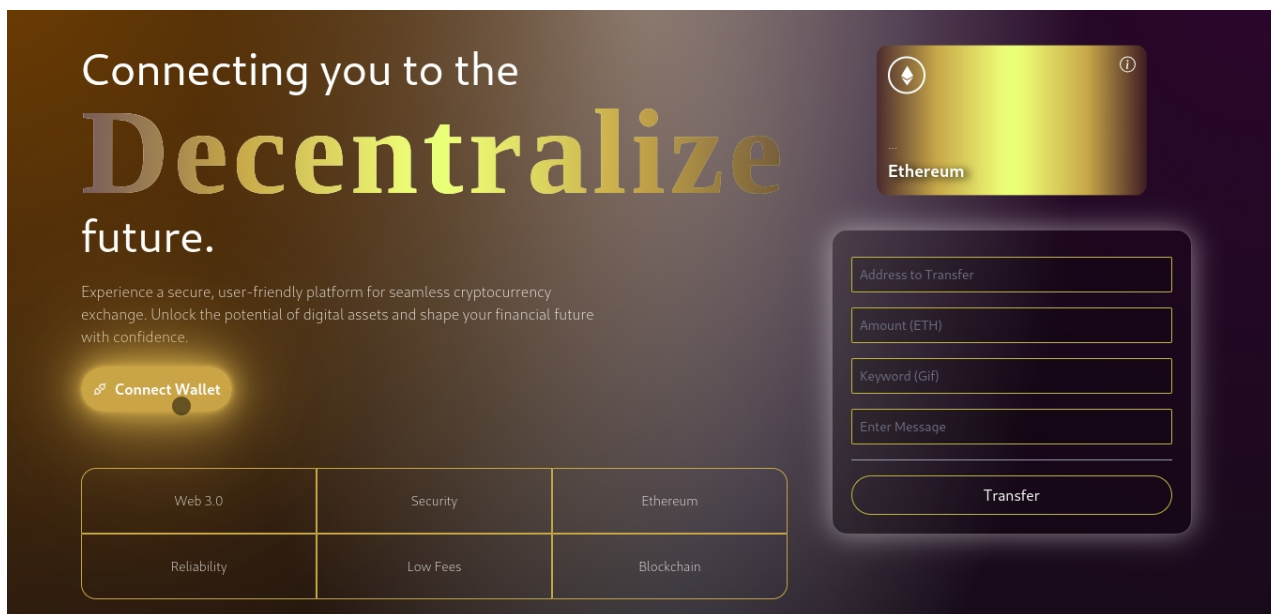 Connecting you to the
Decentralize
future.
Experience a secure, user-friendly platform for seamless cryptocurrency
exchange. Unlock the potential of digital assets and shape your financial future
with confidence.
Connect Wallet
Web 3.0
Security
Ethereum
Reliability
Low Fees
Blockchain
...
Ethereum
Address to Transfer
Amount (ETH)
Keyword (Gif)
Enter Message
Transfer